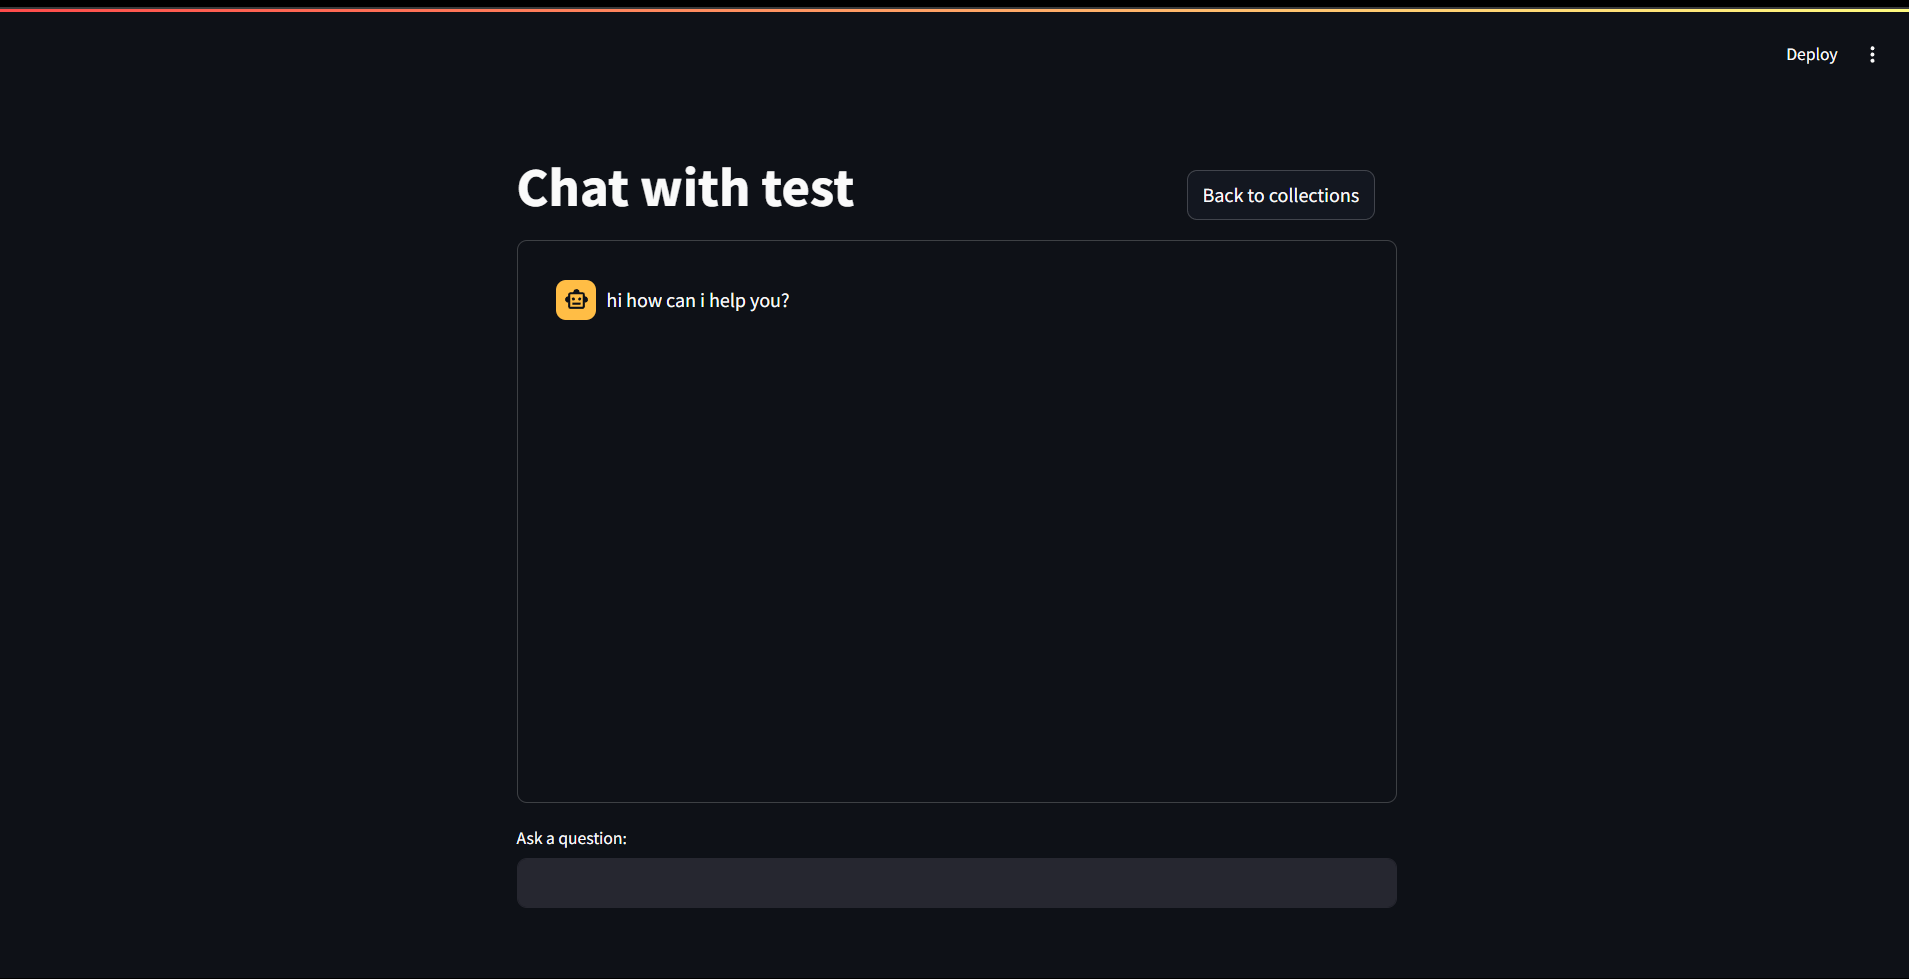 Deploy
Chat with test
Back to collections
hi how can i help you?
Ask a question: